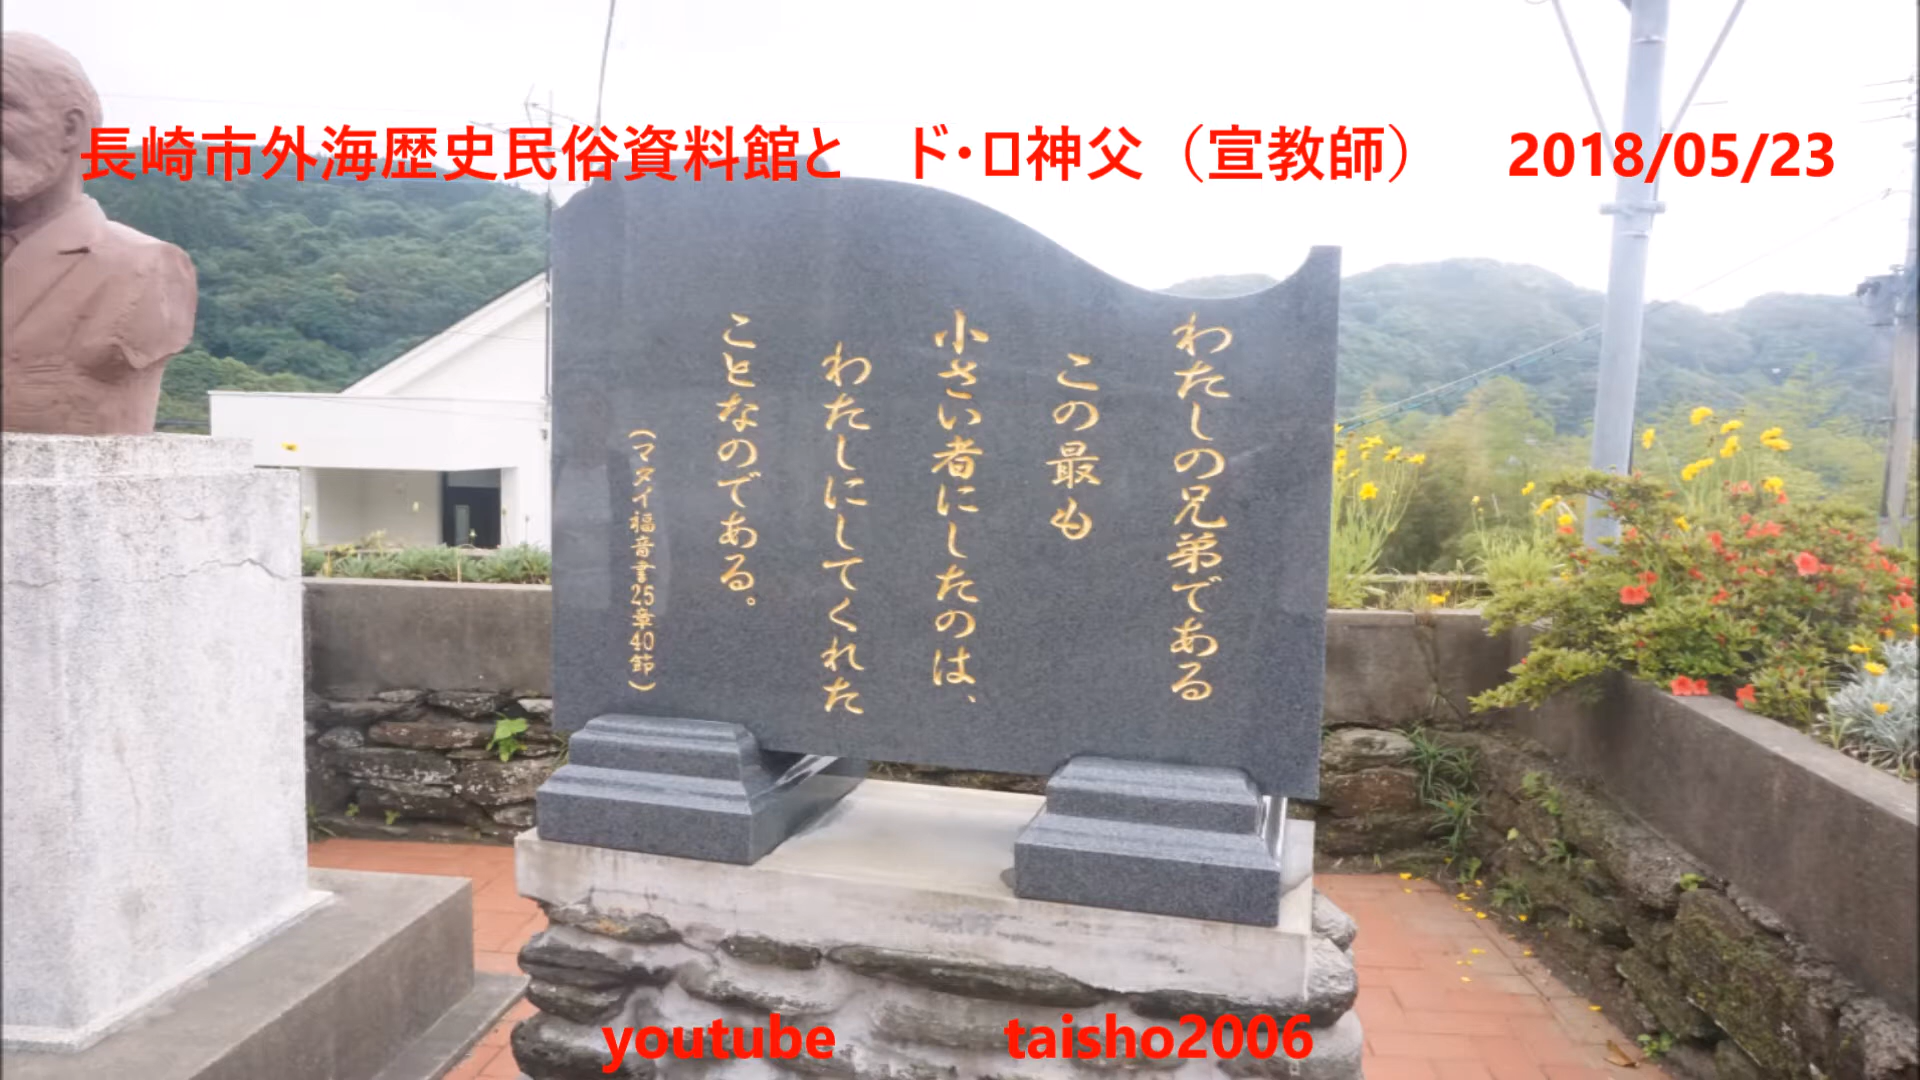 長崎市外海歴史民俗資料館と　ド・ロ神父（宣教師）　2018/05/23
わたしの兄弟である
この最も
小さい者にしたのは、
わたしにしてくれた
ことなのである。
（マタイ福音書25章40節）
youtube　taisho2006